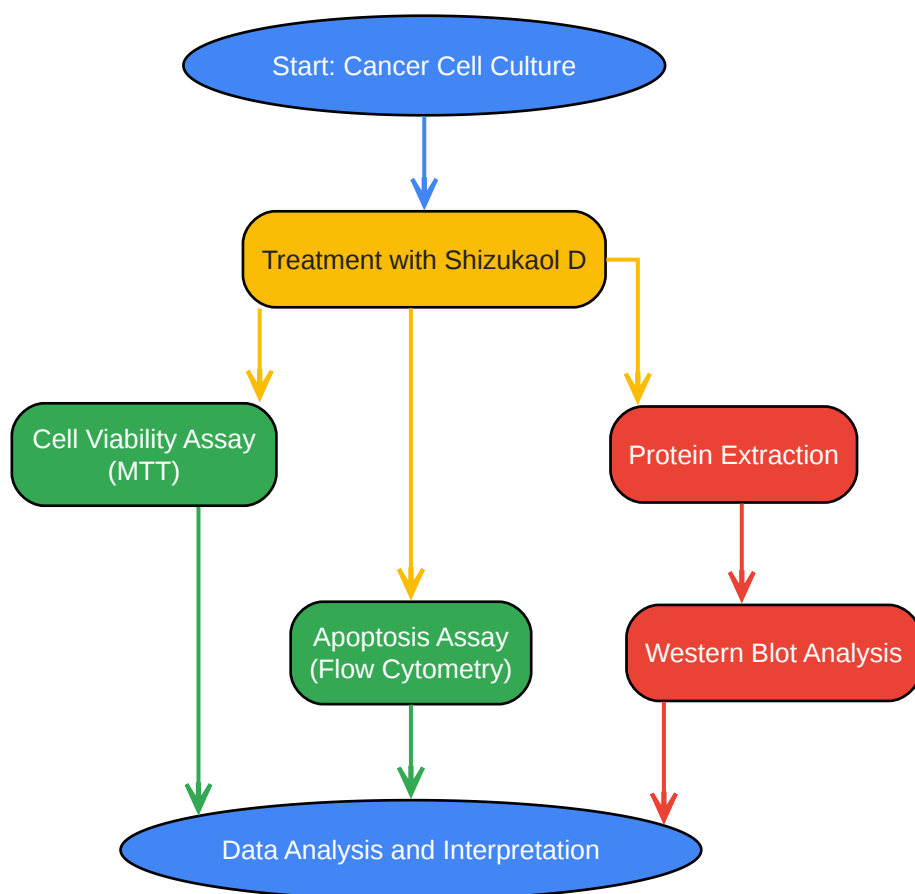 Start: Cancer Cell Culture
Treatment with Shizukaol D
Cell Viability Assay
(MTT)
Protein Extraction
Apoptosis Assay
(Flow Cytometry)
Western Blot Analysis
Data Analysis and Interpretation